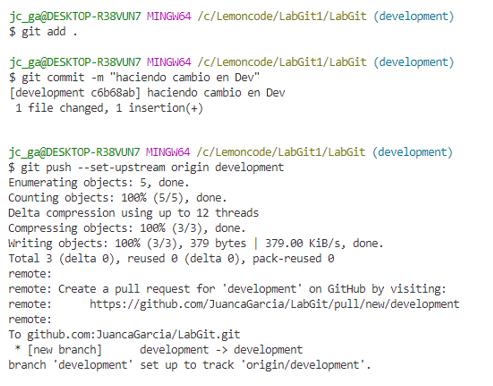 jc_ga@DESKTOP-R38VUN7 MINGW64 /c/Lemoncode/LabGit1/LabGit (development)
$ git add .
jc_ga@DESKTOP-R38VUN7 MINGW64 /c/Lemoncode/LabGit1/LabGit (development)
$ git commit -m "haciendo cambio en Dev"
[development c6b68ab] haciendo cambio en Dev
1 file changed, 1 insertion(+)
jc_ga@DESKTOP-R38VUN7 MINGW64 /c/Lemoncode/LabGit1/LabGit (development)
$ git push --set-upstream origin development
Enumerating objects: 5, done.
Counting objects: 100% (5/5), done.
Delta compression using up to 12 threads
Compressing objects: 100% (3/3), done.
Writing objects: 100% (3/3), 379 bytes | 379.00 KiB/s, done.
Total 3 (delta 0), reused 0 (delta 0), pack-reused 0
remote:
remote: Create a pull request for 'development' on GitHub by visiting:
remote:      https://github.com/JuancaGarcia/LabGit/pull/new/development
remote:
To github.com:JuancaGarcia/LabGit.git
* [new branch]      development -> development
branch 'development' set up to track 'origin/development'.